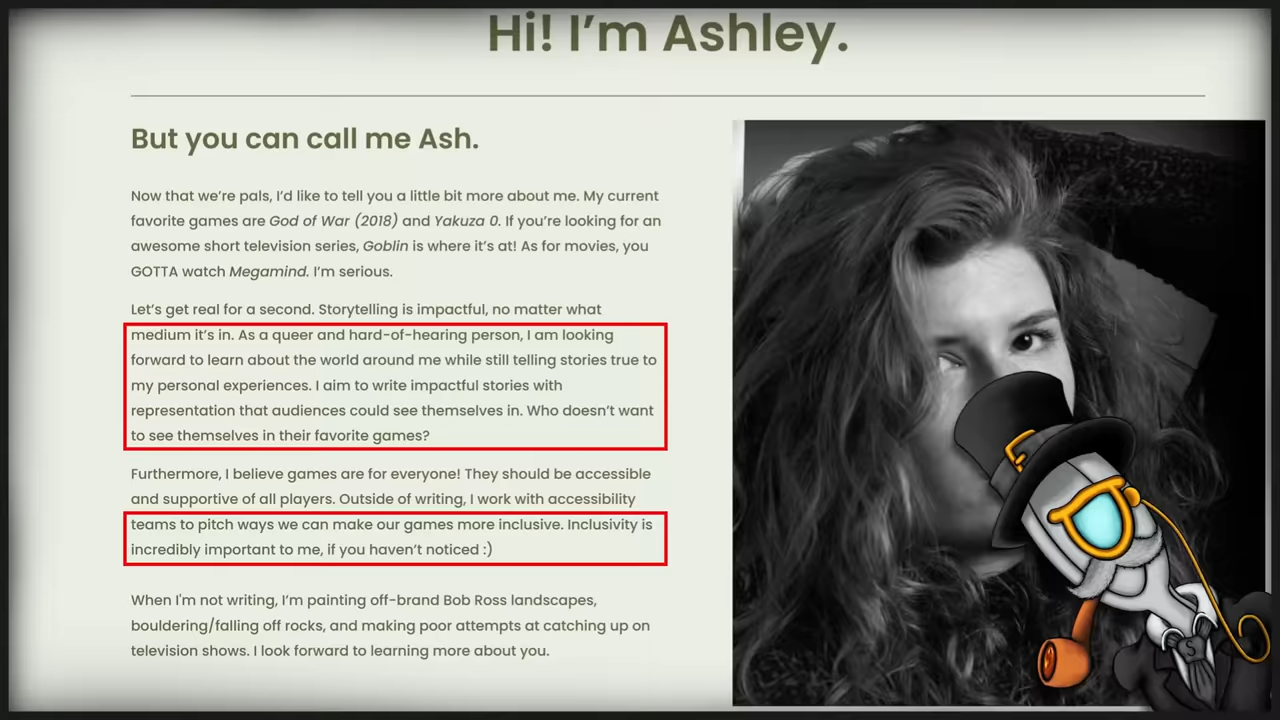 Hi! I’m Ashley.
But you can call me Ash.
Now that we’re pals, I’d like to tell you a little bit more about me. My current
favorite games are God of War (2018) and Yakuza 0. If you’re looking for an
awesome short television series, Goblin is where it’s at! As for movies, you
GOTTA watch Megamind. I’m serious.
Let’s get real for a second. Storytelling is impactful, no matter what
medium it’s in. As a queer and hard-of-hearing person, I am looking
forward to learn about the world around me while still telling stories true to
my personal experiences. I aim to write impactful stories with
representation that audiences could see themselves in. Who doesn’t want
to see themselves in their favorite games?
Furthermore, I believe games are for everyone! They should be accessible
and supportive of all players. Outside of writing, I work with accessibility
teams to pitch ways we can make our games more inclusive. Inclusivity is
incredibly important to me, if you haven’t noticed :)
When I'm not writing, I’m painting off-brand Bob Ross landscapes,
bouldering/falling off rocks, and making poor attempts at catching up on
television shows. I look forward to learning more about you.